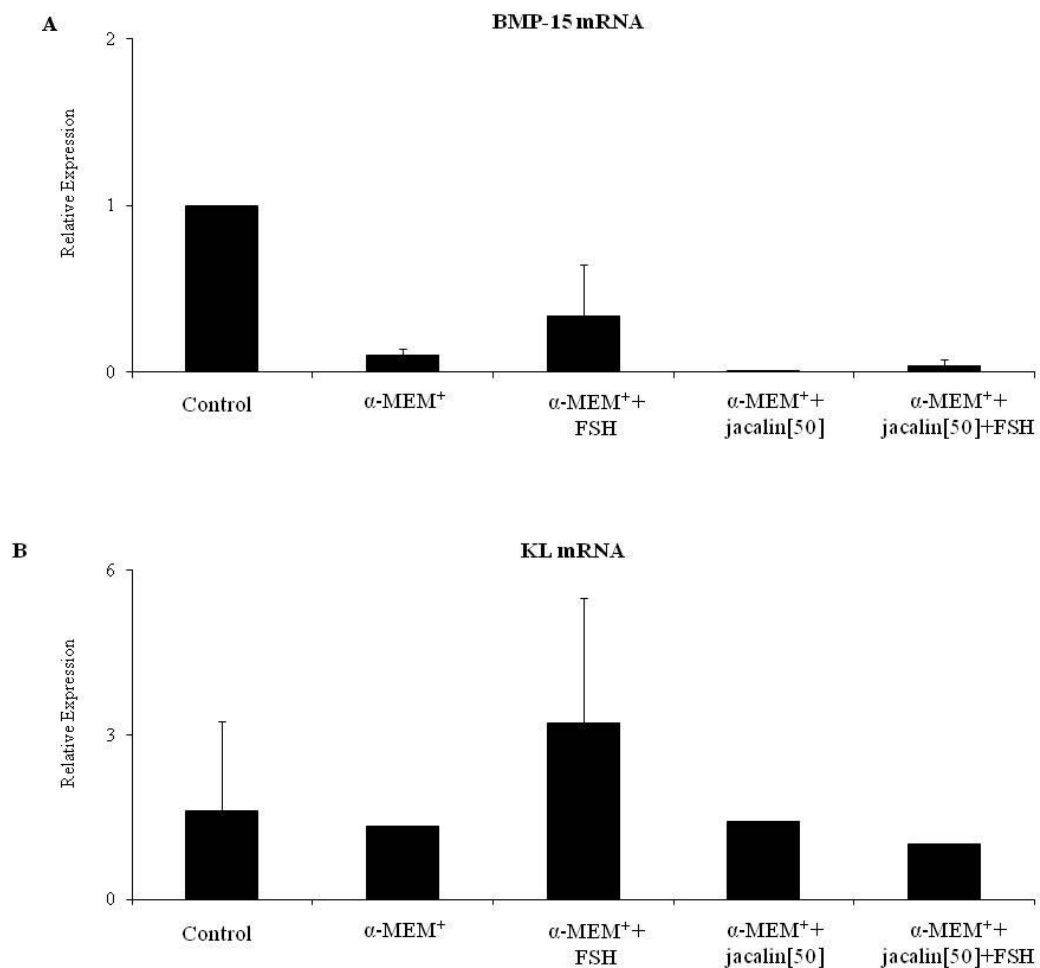 A
BMP-15 mRNA
2
Relative Expression
1
0
Control
α-MEM⁺
α-MEM⁺+
FSH
α-MEM⁺+
jacalin[50]
α-MEM⁺+
jacalin[50]+FSH
B
KL mRNA
6
Relative Expression
3
0
Control
α-MEM⁺
α-MEM⁺+
FSH
α-MEM⁺+
jacalin[50]
α-MEM⁺+
jacalin[50]+FSH